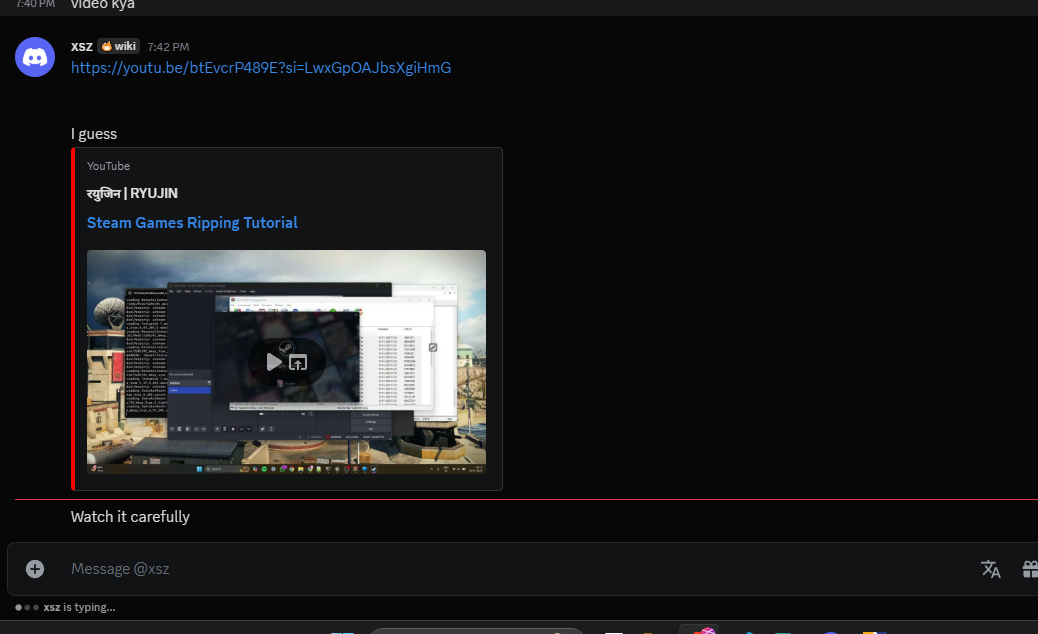 7:40 PM video kya
xsz wiki 7:42 PM
https://youtu.be/btEvcrP489E?si=LwxGpOAJbsXgiHmG
I guess
YouTube
रयुजिन | RYUJIN
Steam Games Ripping Tutorial
Watch it carefully
Message @xsz
xsz is typing...